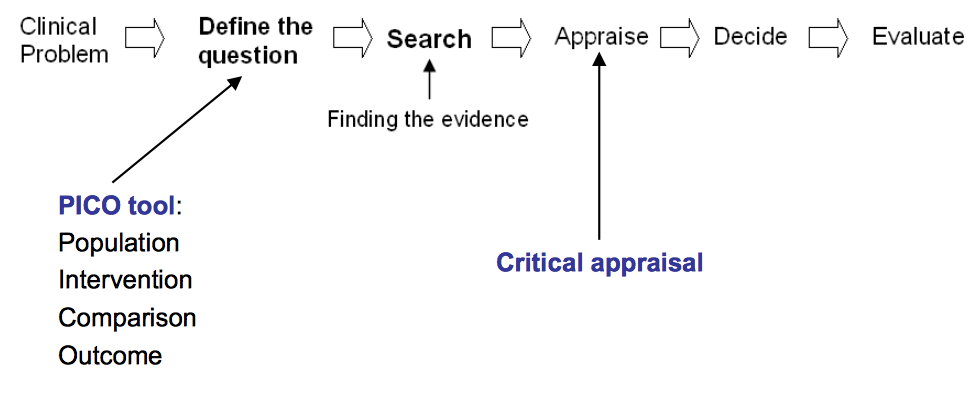 Clinical
Problem
Define the
question
Search
Appraise
Decide
Evaluate
Finding the evidence
PICO tool:
Population
Intervention
Comparison
Outcome
Critical appraisal